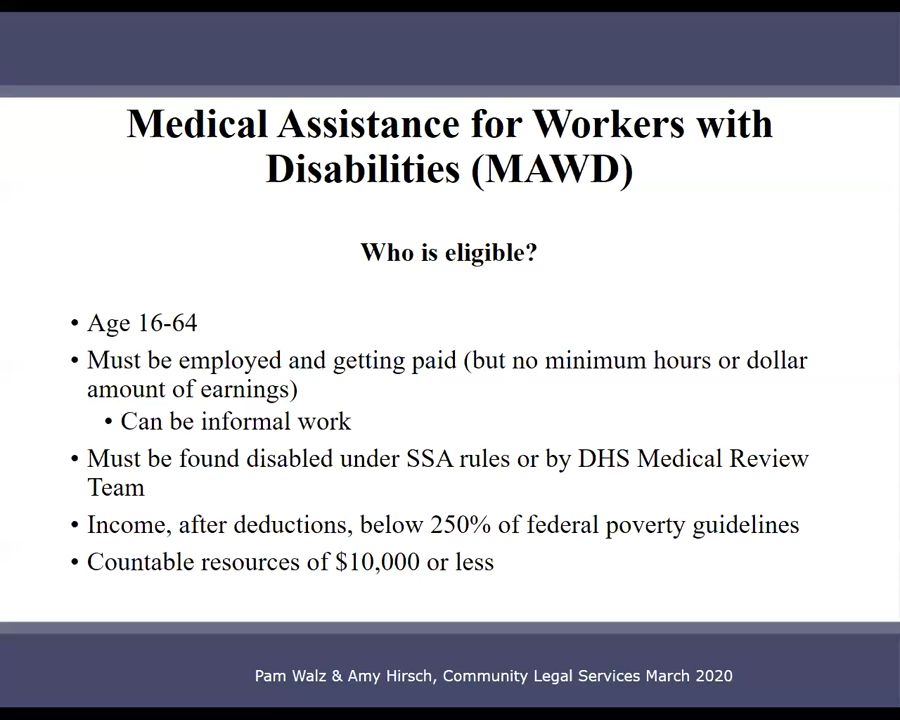 Medical Assistance for Workers with
Disabilities (MAWD)
Who is eligible?
• Age 16-64
• Must be employed and getting paid (but no minimum hours or dollar
amount of earnings)
• Can be informal work
• Must be found disabled under SSA rules or by DHS Medical Review
Team
• Income, after deductions, below 250% of federal poverty guidelines
• Countable resources of $10,000 or less
Pam Walz & Amy Hirsch, Community Legal Services March 2020